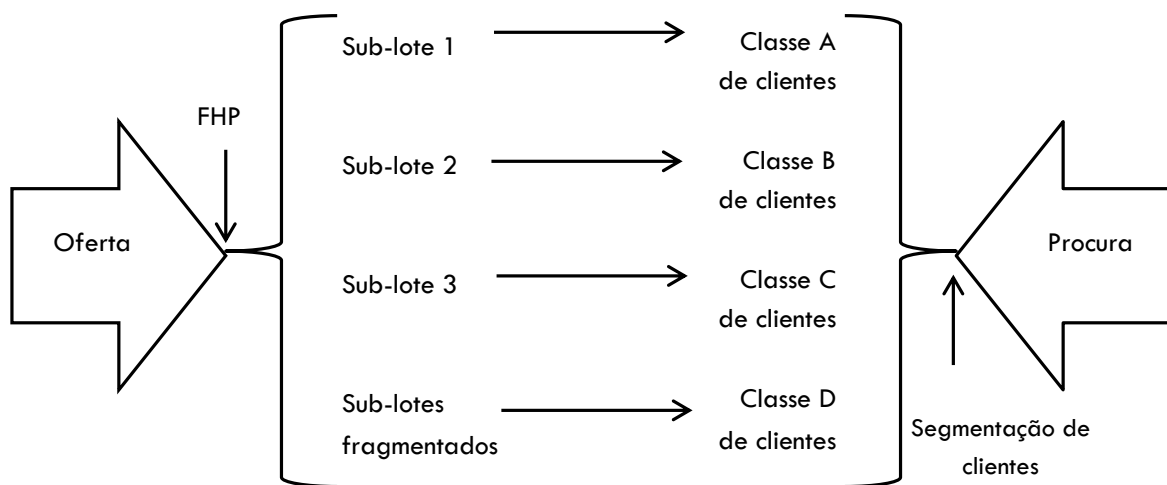 FHP
Oferta
Sub-lote 1
Classe A
de clientes
Sub-lote 2
Classe B
de clientes
Sub-lote 3
Classe C
de clientes
Sub-lotes
fragmentados
Classe D
de clientes
Procura
Segmentação de
clientes